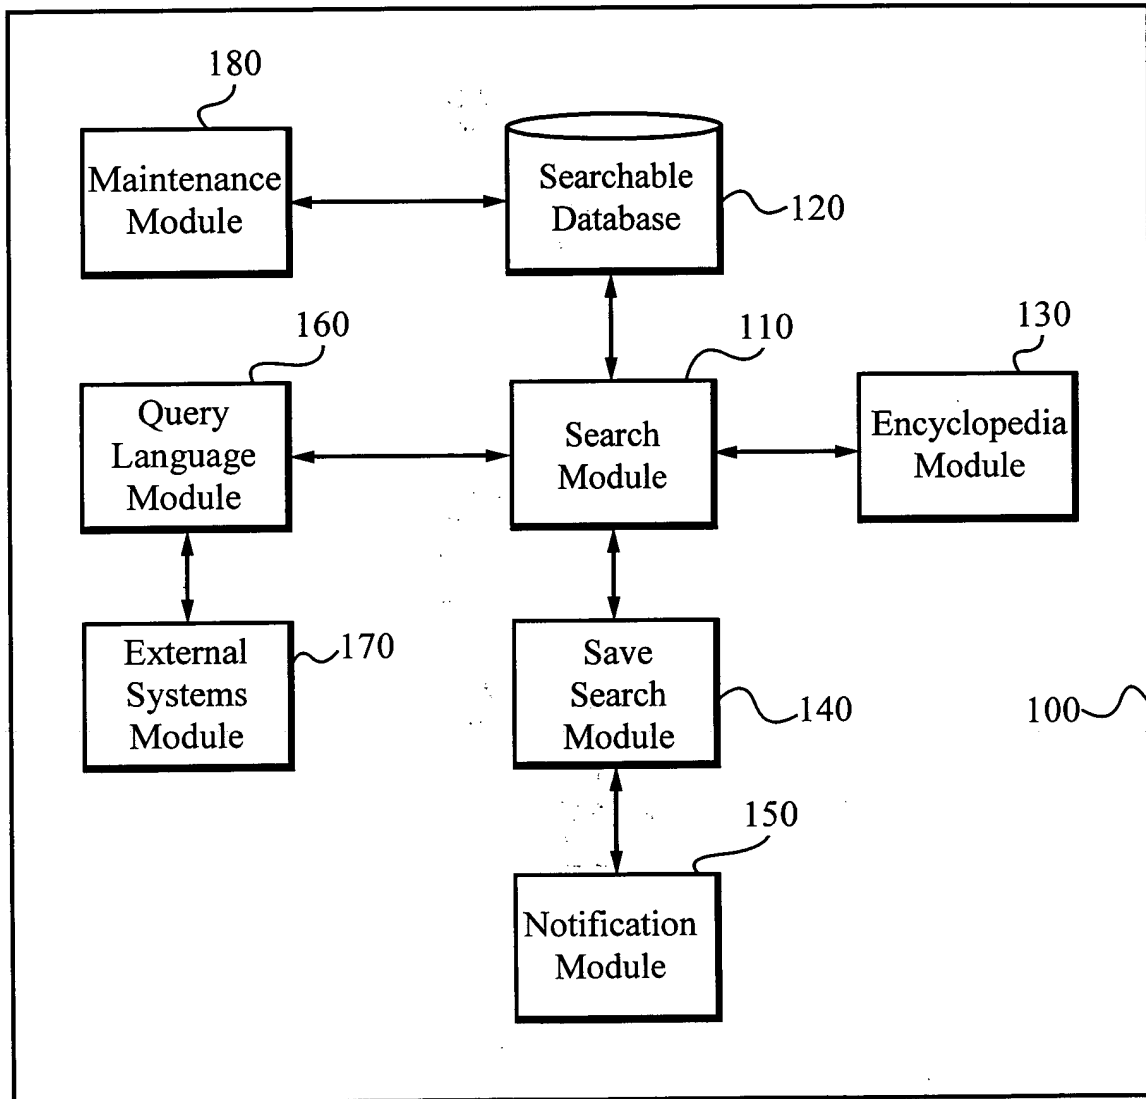 180
Maintenance
Module
Searchable
Database
120
160
Query
Language
Module
110
Search
Module
130
Encyclopedia
Module
External
Systems
Module
170
Save
Search
Module
140
100
150
Notification
Module